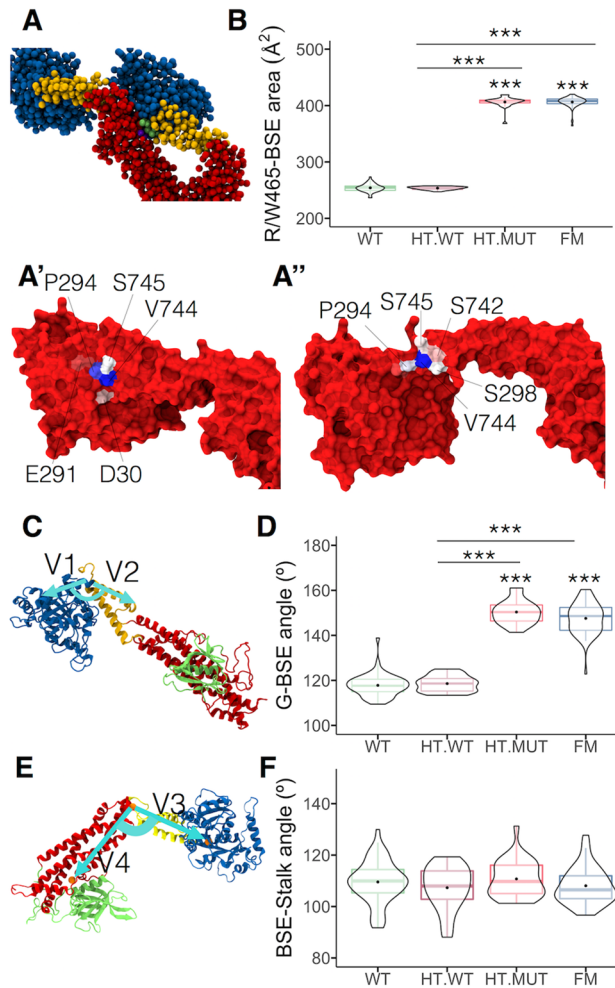 A
B
R/W465-BSE area (Å²)
500
400
300
200
***
***
***
***
WT
HT.WT
HT.MUT
FM
A'
P294
S745
V744
E291
D30
A''
P294
S745
S742
S298
V744
C
V1
V2
D
G-BSE angle (º)
180
160
140
120
100
***
***
***
***
WT
HT.WT
HT.MUT
FM
E
V3
V4
F
BSE-Stalk angle (º)
140
120
100
80
WT
HT.WT
HT.MUT
FM